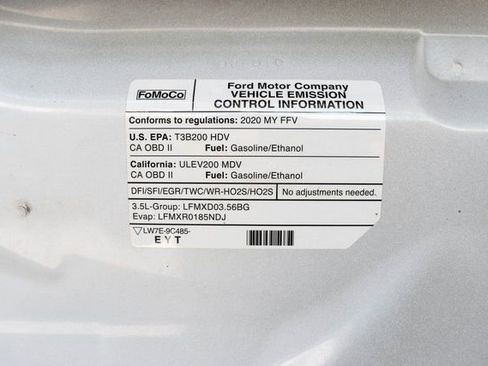 FoMoCo
Ford Motor Company
VEHICLE EMISSION
CONTROL INFORMATION
Conforms to regulations: 2020 MY FFV
U.S. EPA: T3B200 HDV
CA OBD II Fuel: Gasoline/Ethanol
California: ULEV200 MDV
CA OBD II Fuel: Gasoline/Ethanol
DFI/SFI/EGR/TWC/WR-HO2S/HO2S No adjustments needed.
3.5L-Group: LFMXD03.56BG
Evap: LFMXR0185NDJ
LW7E-9C485-
EYT